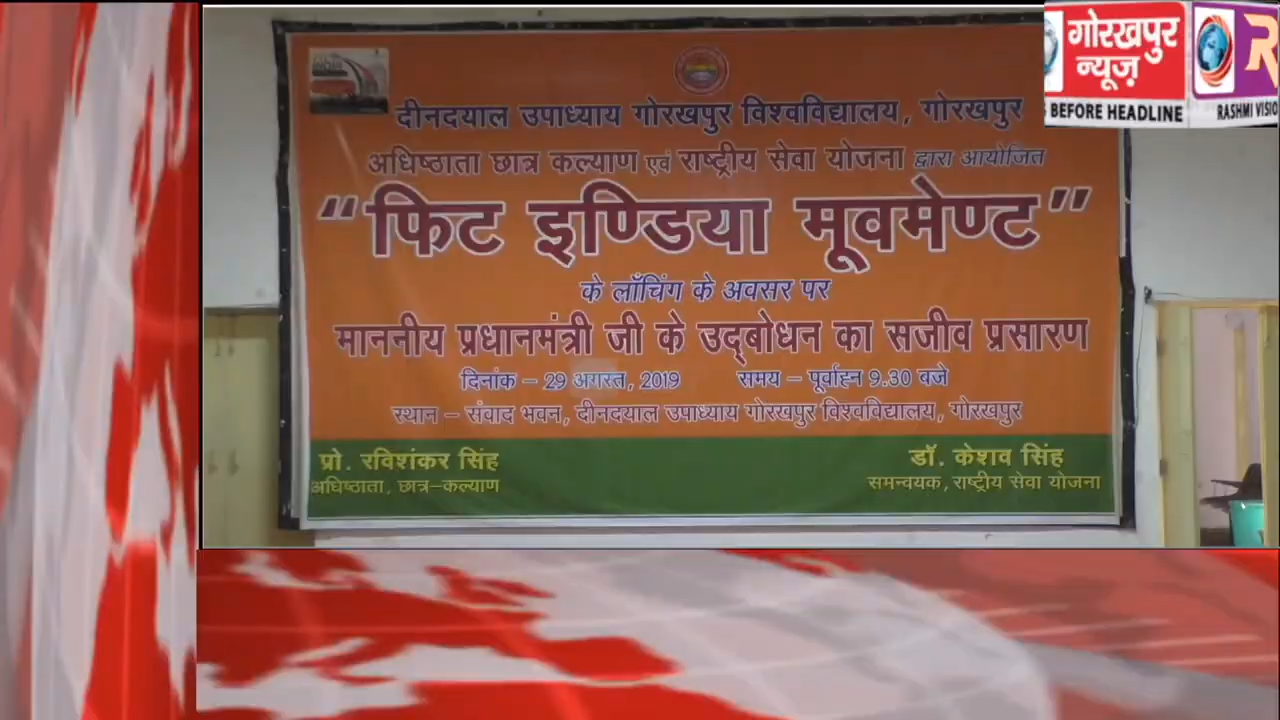 गोरखपुर
न्यूज़
BEFORE HEADLINE
RASHMI VISIO
दीनदयाल उपाध्याय गोरखपुर विश्वविद्यालय, गोरखपुर
अधिष्ठाता छात्र कल्याण एवं राष्ट्रीय सेवा योजना द्वारा आयोजित
“फिट इण्डिया मूवमेण्ट”
के लॉंचिंग के अवसर पर
माननीय प्रधानमंत्री जी के उद्‌बोधन का सजीव प्रसारण
दिनांक – 29 अगस्त, 2019 समय – पूर्वाह्न 9.30 बजे
स्थान – संवाद भवन, दीनदयाल उपाध्याय गोरखपुर विश्वविद्यालय, गोरखपुर
प्रो. रविशंकर सिंह
अधिष्ठाता, छात्र–कल्याण
डॉ. केशव सिंह
समन्वयक, राष्ट्रीय सेवा योजना